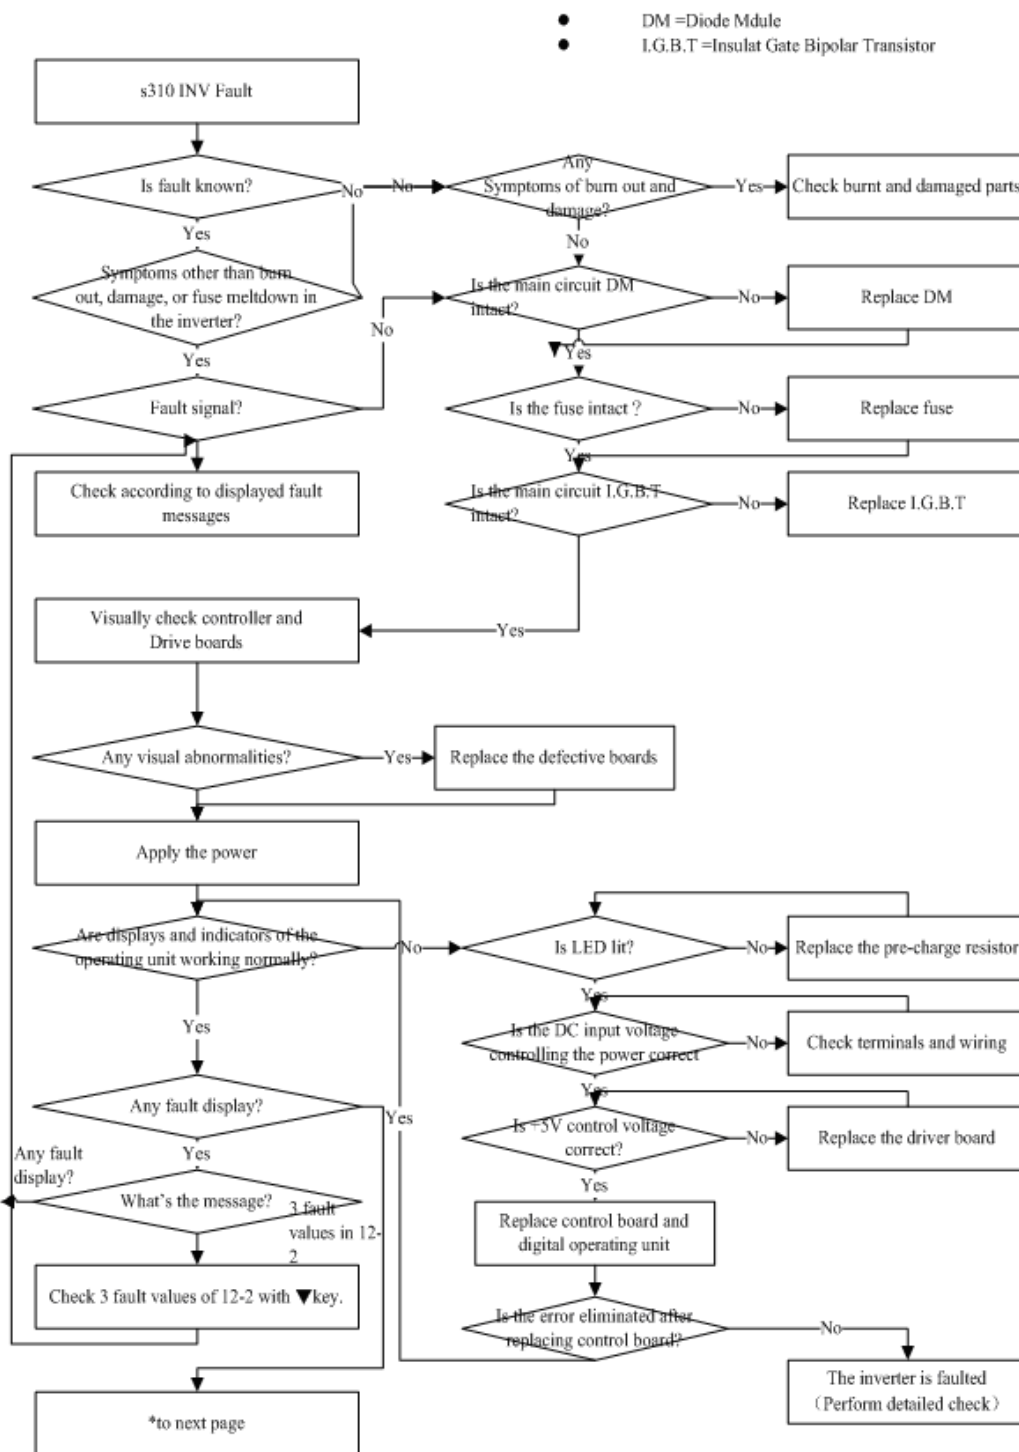 DM =Diode Mdule
I.G.B.T =Insulat Gate Bipolar Transistor
s310 INV Fault
Is fault known?
No
No
Any
Symptoms of burn out and
damage?
Yes
Check burnt and damaged parts
Yes
No
Symptoms other than burn
out, damage, or fuse meltdown in
the inverter?
Is the main circuit DM
intact?
No
Replace DM
No
Yes
Yes
Fault signal?
Is the fuse intact ?
No
Replace fuse
Yes
Check according to displayed fault
messages
Is the main circuit I.G.B.T
intact?
No
Replace I.G.B.T
Visually check controller and
Drive boards
Yes
Any visual abnormalities?
Yes
Replace the defective boards
Apply the power
Are displays and indicators of the
operating unit working normally?
No
Is LED lit?
No
Replace the pre-charge resistor
Yes
Yes
Is the DC input voltage
controlling the power correct
No
Check terminals and wiring
Yes
Any fault display?
Yes
Is +5V control voltage
correct?
No
Replace the driver board
Yes
Any fault
display?
Yes
What's the message?
3 fault
values in 12-
2
Replace control board and
digital operating unit
Check 3 fault values of 12-2 with ▼key.
Is the error eliminated after
replacing control board?
No
The inverter is faulted
（Perform detailed check）
*to next page